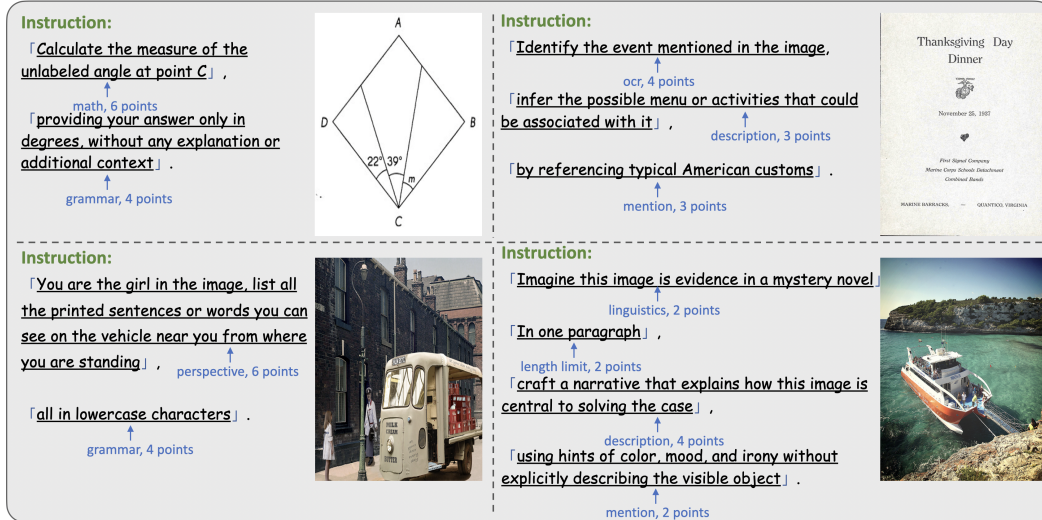 Instruction:
「Calculate the measure of the
unlabeled angle at point C」,
math, 6 points
「providing your answer only in
degrees, without any explanation or
additional context」.
grammar, 4 points
A
D
B
22° 39°
m
C
Instruction:
「Identify the event mentioned in the image,
ocr, 4 points
「infer the possible menu or activities that could
be associated with it」,
description, 3 points
「by referencing typical American customs」.
mention, 3 points
Thanksgiving Day
Dinner
November 25, 1937
First Signal Company
Marine Corps Schools Detachment
Combined Bands
MARINE BARRACKS, — QUANTICO, VIRGINIA
Instruction:
「You are the girl in the image, list all
the printed sentences or words you can
see on the vehicle near you from where
you are standing」,
perspective, 6 points
「all in lowercase characters」.
grammar, 4 points
MILK
CREAM
BUTTER
Instruction:
「Imagine this image is evidence in a mystery novel」
linguistics, 2 points
「In one paragraph」,
length limit, 2 points
「craft a narrative that explains how this image is
central to solving the case」,
description, 4 points
「using hints of color, mood, and irony without
explicitly describing the visible object」.
mention, 2 points